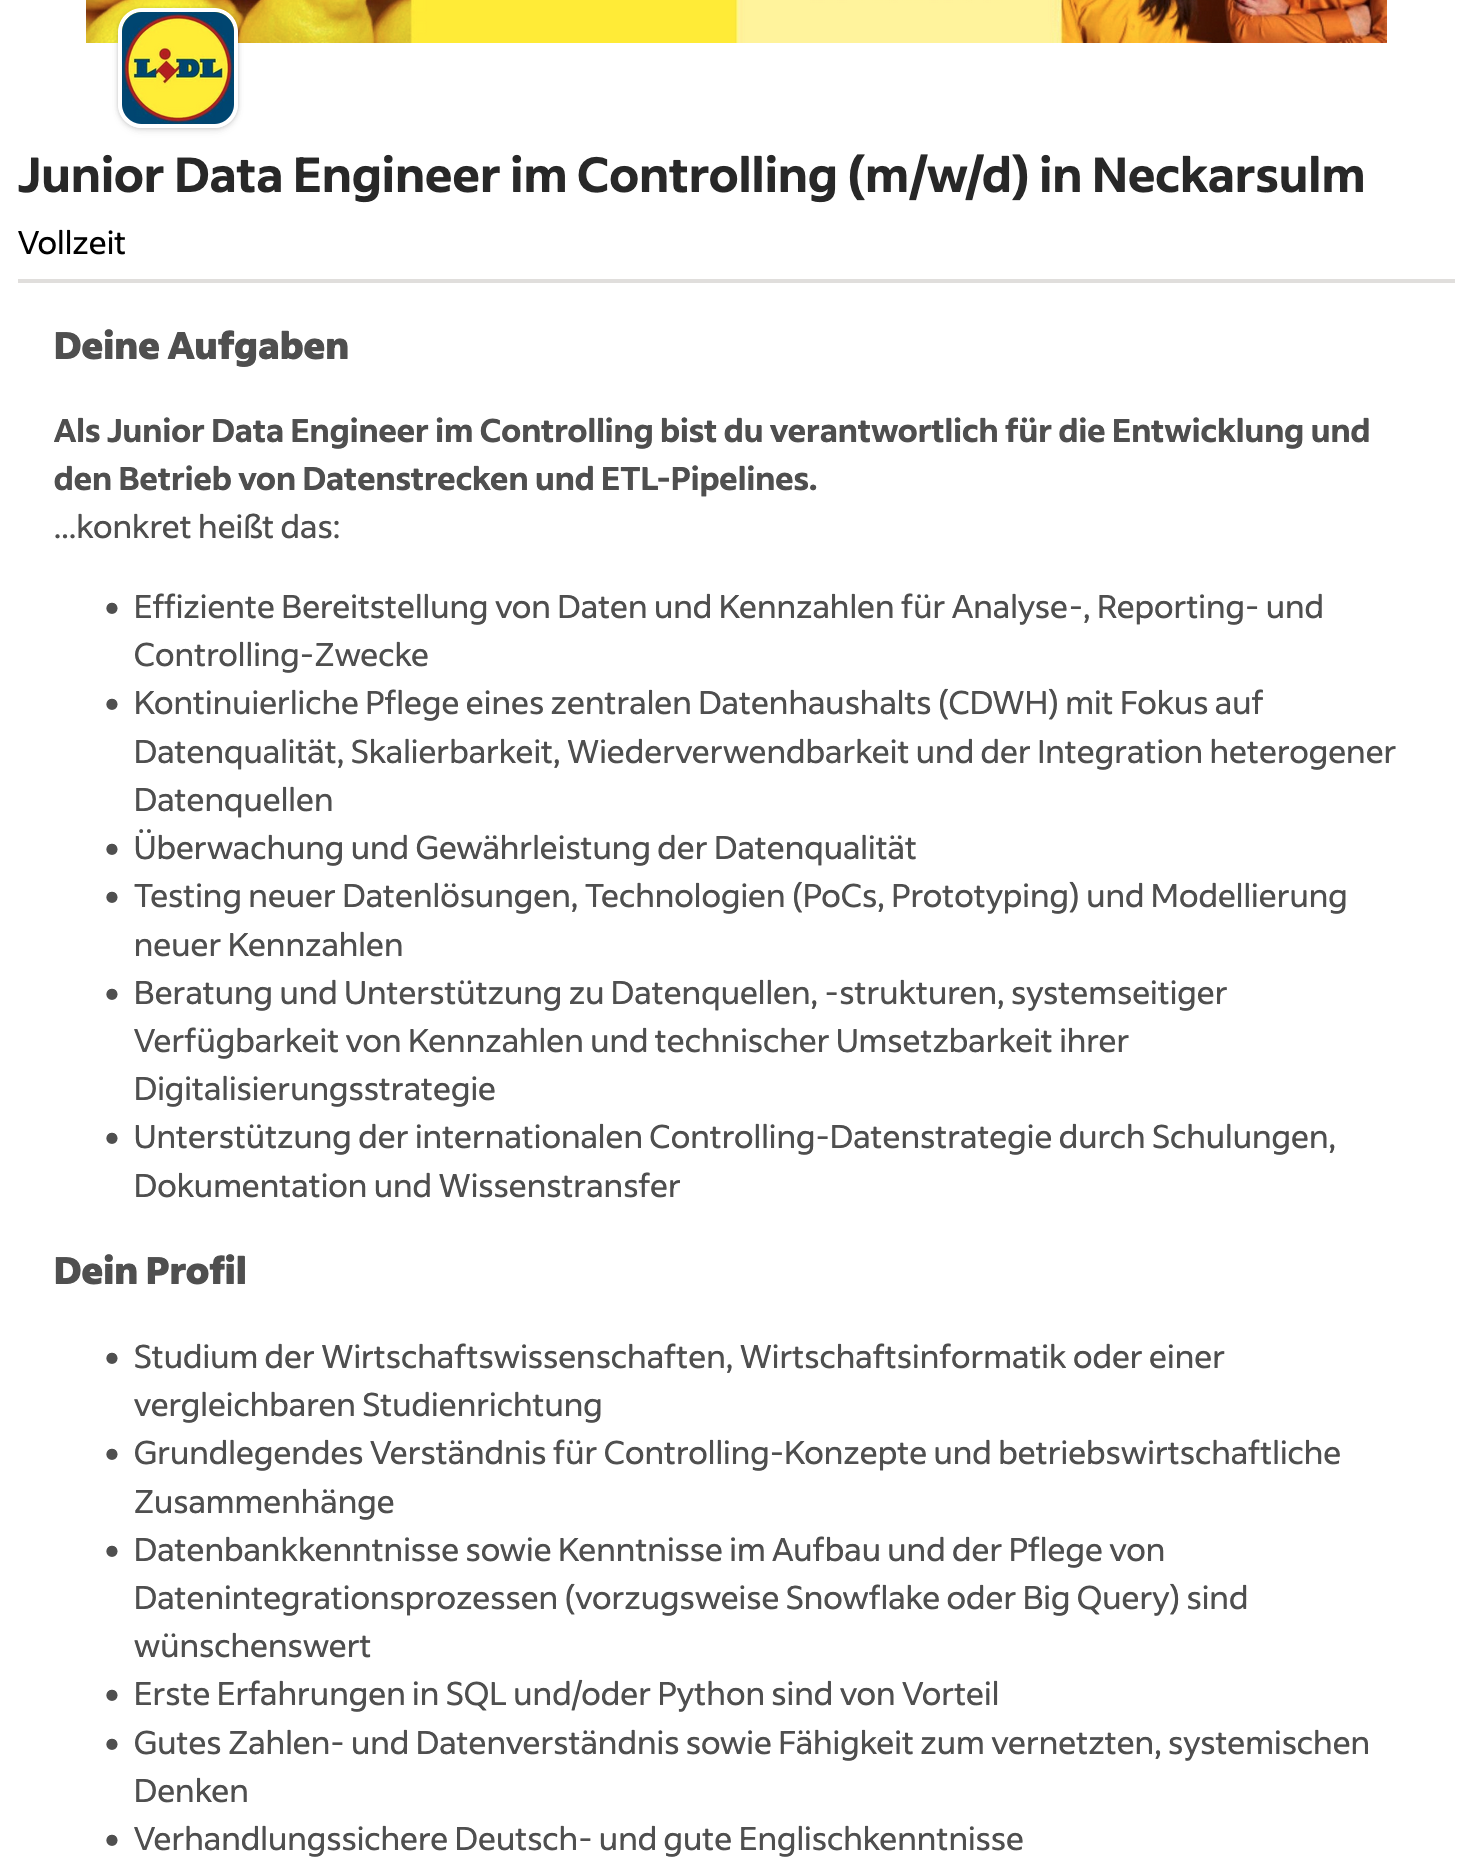 LIDL
Junior Data Engineer im Controlling (m/w/d) in Neckarsulm
Vollzeit
Deine Aufgaben
Als Junior Data Engineer im Controlling bist du verantwortlich für die Entwicklung und
den Betrieb von Datenstrecken und ETL-Pipelines.
...konkret heißt das:
• Effiziente Bereitstellung von Daten und Kennzahlen für Analyse-, Reporting- und
Controlling-Zwecke
• Kontinuierliche Pflege eines zentralen Datenhaushalts (CDWH) mit Fokus auf
Datenqualität, Skalierbarkeit, Wiederverwendbarkeit und der Integration heterogener
Datenquellen
• Überwachung und Gewährleistung der Datenqualität
• Testing neuer Datenlösungen, Technologien (PoCs, Prototyping) und Modellierung
neuer Kennzahlen
• Beratung und Unterstützung zu Datenquellen, -strukturen, systemseitiger
Verfügbarkeit von Kennzahlen und technischer Umsetzbarkeit ihrer
Digitalisierungsstrategie
• Unterstützung der internationalen Controlling-Datenstrategie durch Schulungen,
Dokumentation und Wissenstransfer
Dein Profil
• Studium der Wirtschaftswissenschaften, Wirtschaftsinformatik oder einer
vergleichbaren Studienrichtung
• Grundlegendes Verständnis für Controlling-Konzepte und betriebswirtschaftliche
Zusammenhänge
• Datenbankkenntnisse sowie Kenntnisse im Aufbau und der Pflege von
Datenintegrationsprozessen (vorzugsweise Snowflake oder Big Query) sind
wünschenswert
• Erste Erfahrungen in SQL und/oder Python sind von Vorteil
• Gutes Zahlen- und Datenverständnis sowie Fähigkeit zum vernetzten, systemischen
Denken
• Verhandlungssichere Deutsch- und gute Englischkenntnisse